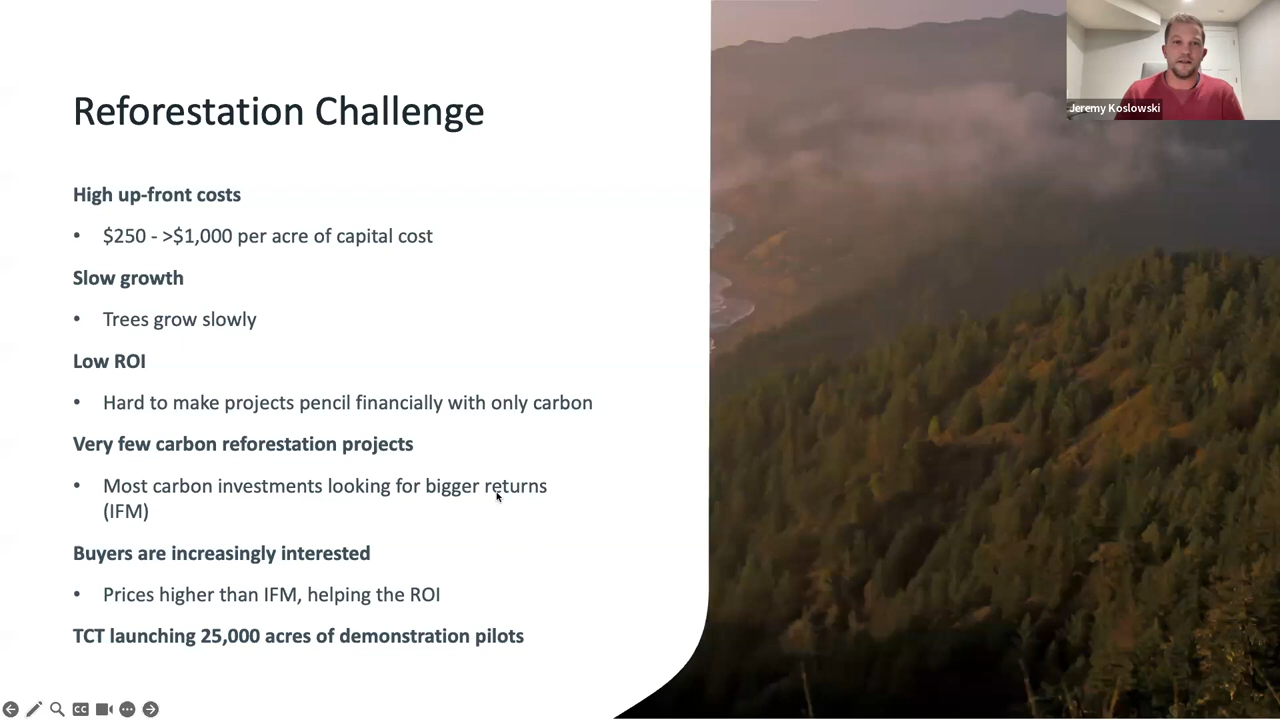 Reforestation Challenge
High up-front costs
• $250 - >$1,000 per acre of capital cost
Slow growth
• Trees grow slowly
Low ROI
• Hard to make projects pencil financially with only carbon
Very few carbon reforestation projects
• Most carbon investments looking for bigger returns
(IFM)
Buyers are increasingly interested
• Prices higher than IFM, helping the ROI
TCT launching 25,000 acres of demonstration pilots
Jeremy Koslowski
CC